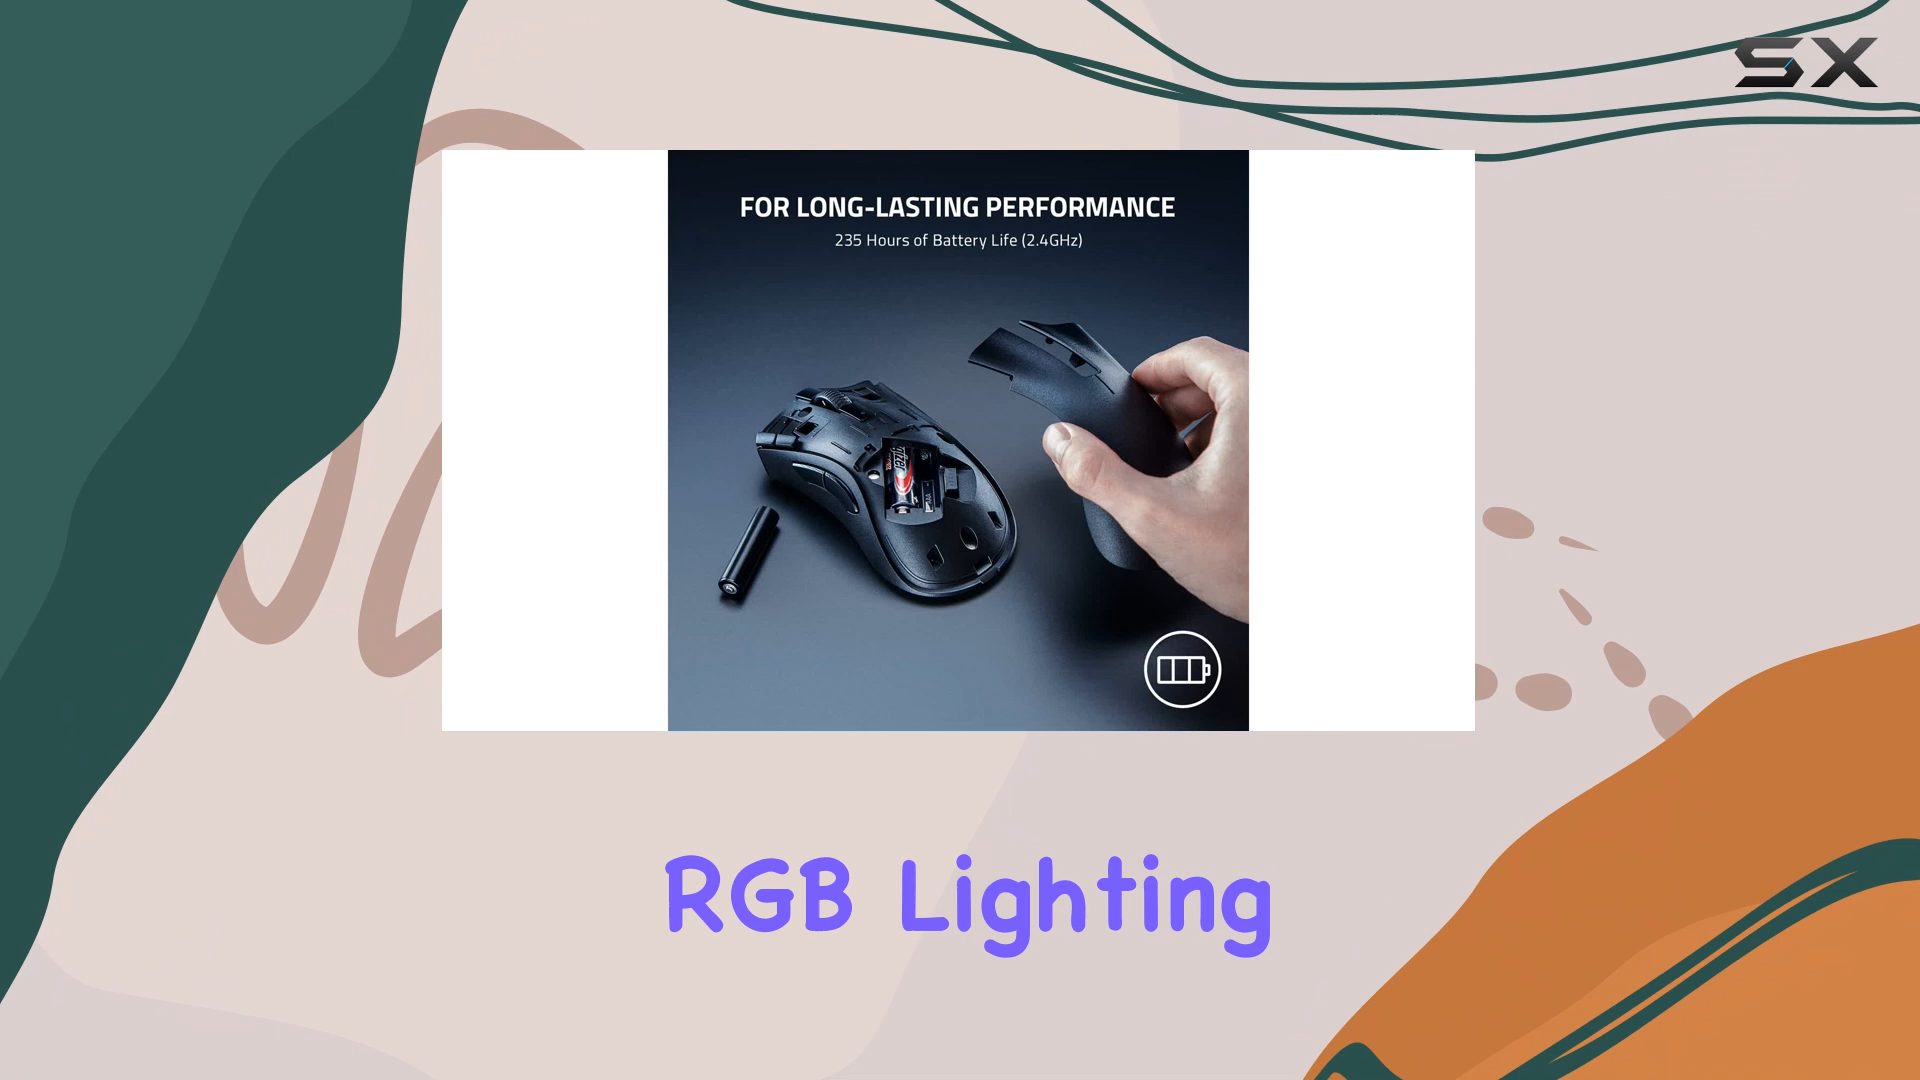 SX
FOR LONG-LASTING PERFORMANCE
235 Hours of Battery Life (2.4GHz)
RGB Lighting